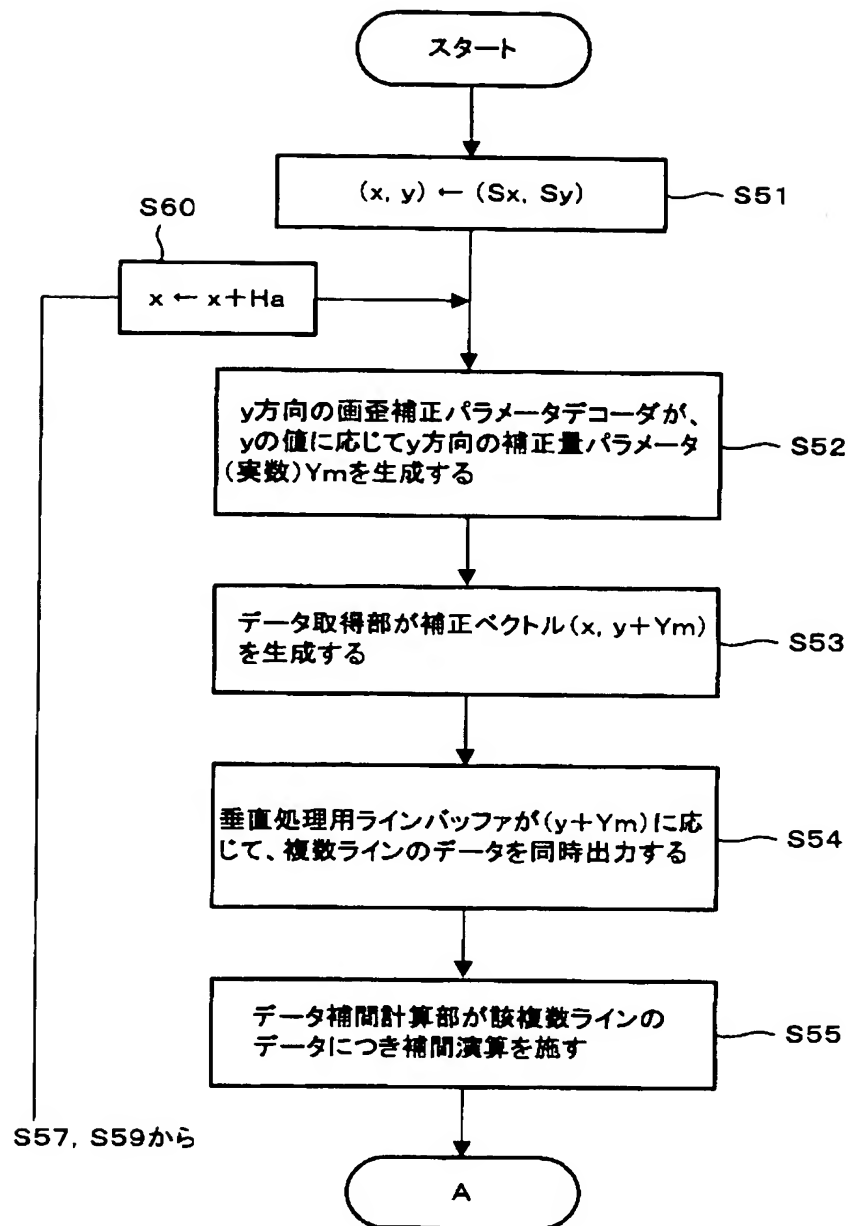 スタート
(x, y) ← (Sx, Sy)
S51
S60
x ← x+Ha
y方向の画歪補正パラメータデコーダが、
yの値に応じてy方向の補正量パラメータ
(実数)Ymを生成する
S52
データ取得部が補正ベクトル(x, y+Ym)
を生成する
S53
垂直処理用ラインバッファが(y+Ym)に応
じて、複数ラインのデータを同時出力する
S54
データ補間計算部が該複数ラインの
データにつき補間演算を施す
S55
S57, S59から
A